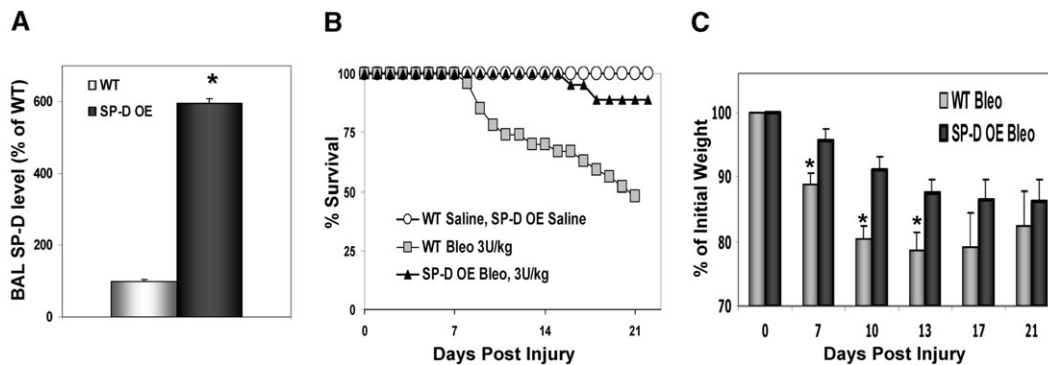 A
BAL SP-D level (% of WT)
600
400
200
0
WT
SP-D OE
*
B
% Survival
100
75
50
25
0
WT Saline, SP-D OE Saline
WT Bleo 3U/kg
SP-D OE Bleo, 3U/kg
0 7 14 21
Days Post Injury
C
% of Initial Weight
100
90
80
70
WT Bleo
SP-D OE Bleo
*
*
*
0 7 10 13 17 21
Days Post Injury